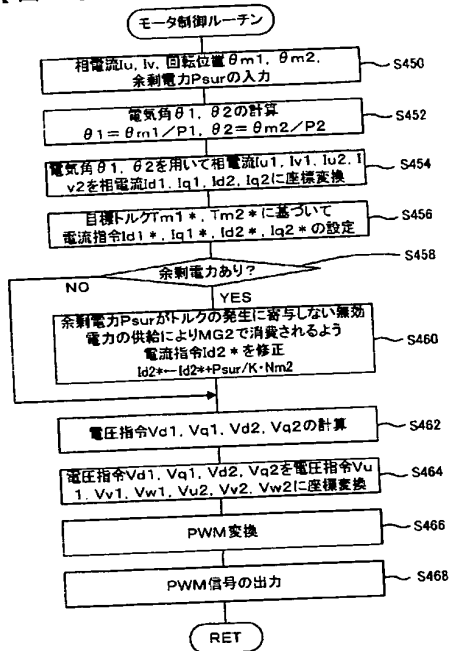 モータ制御ルーチン
相電流Iu, Iv, 回転位置θm1, θm2,
余剰電力Psurの入力
S450
電気角θ1, θ2の計算
θ1=θm1/P1, θ2=θm2/P2
S452
電気角θ1, θ2を用いて相電流Iu1, Iv1, Iu2, I
v2を相電流Id1, Iq1, Id2, Iq2に座標変換
S454
目標トルクTm1*, Tm2*に基づいて
電流指令Id1*, Iq1*, Id2*, Iq2*の設定
S456
余剰電力あり?
S458
NO
YES
余剰電力Psurがトルクの発生に寄与しない無効
電力の供給によりMG2で消費されるよう
電流指令Id2*を修正
Id2*←Id2*+Psur/K・Nm2
S460
電圧指令Vd1, Vq1, Vd2, Vq2の計算
S462
電圧指令Vd1, Vq1, Vd2, Vq2を電圧指令Vu
1, Vv1, Vw1, Vu2, Vv2, Vw2に座標変換
S464
PWM変換
S466
PWM信号の出力
S468
RET